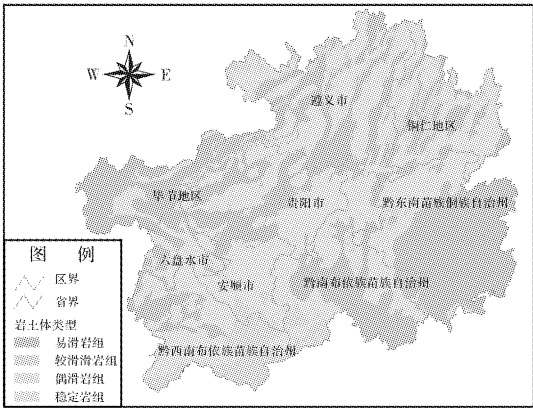 N
W E
S
遵义市
铜仁地区
毕节地区
贵阳市
黔东南苗族侗族自治州
六盘水市
安顺市
黔南布依族苗族自治州
黔西南布依族苗族自治州
图 例
区界
省界
岩土体类型
易滑岩组
较滑滑岩组
偶滑岩组
稳定岩组